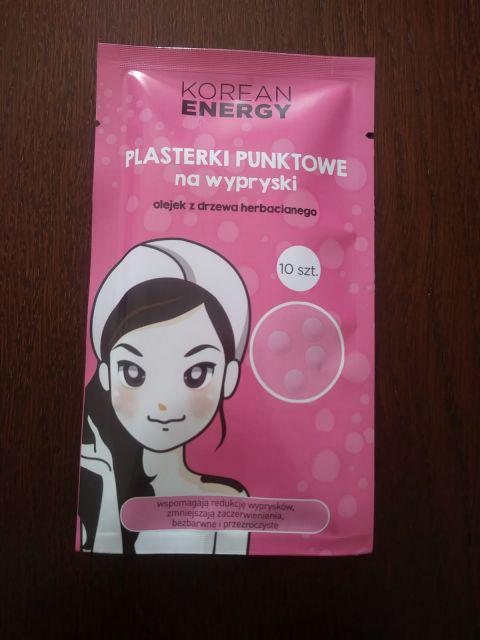 KOREAN
ENERGY
PLASTERKI PUNKTOWE
na wypryski
olejek z drzewa herbacianego
10 szt.
wspomagają redukcję wyprysków,
zmniejszają zaczerwienienia,
bezbarwne i przezroczyste